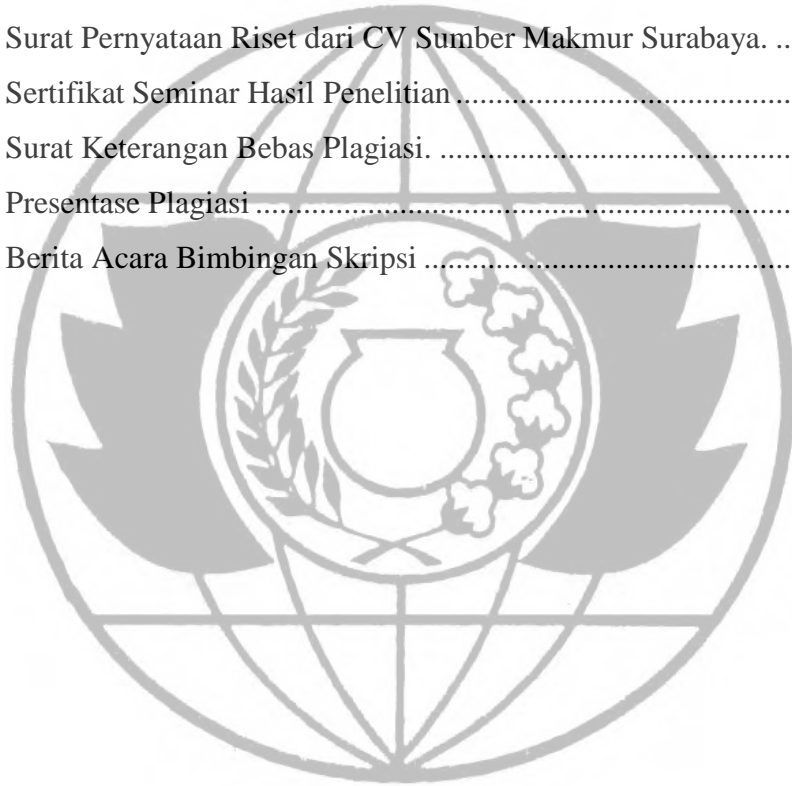 Surat Pernyataan Riset dari CV Sumber Makmur Surabaya. ..
Sertifikat Seminar Hasil Penelitian ..........................................
Surat Keterangan Bebas Plagiasi. ............................................
Presentase Plagiasi ...................................................................
Berita Acara Bimbingan Skripsi ..............................................